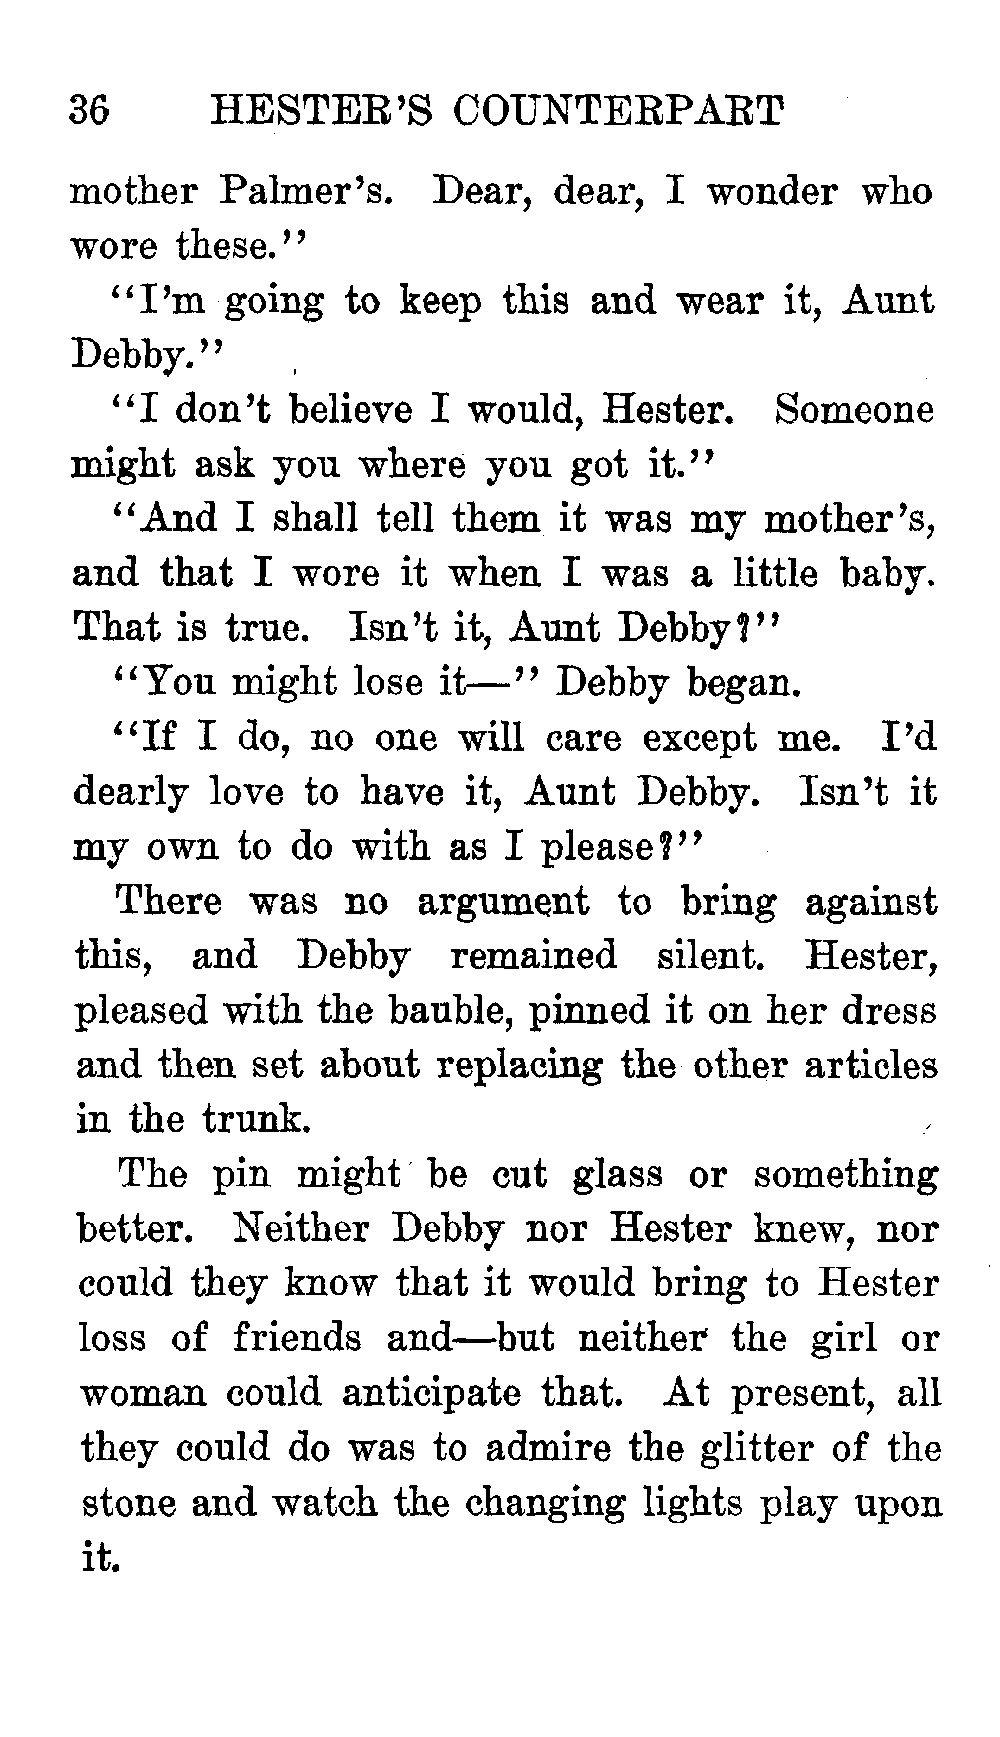 36 HESTER'S COUNTERPART
mother Palmer's. Dear, dear, I wonder who
wore these."
"I'm going to keep this and wear it, Aunt
Debby."
"I don't believe I would, Hester. Someone
might ask you where you got it."
"And I shall tell them it was my mother's,
and that I wore it when I was a little baby.
That is true. Isn't it, Aunt Debby?"
"You might lose it—" Debby began.
"If I do, no one will care except me. I'd
dearly love to have it, Aunt Debby. Isn't it
my own to do with as I please?"
There was no argument to bring against
this, and Debby remained silent. Hester,
pleased with the bauble, pinned it on her dress
and then set about replacing the other articles
in the trunk.
The pin might be cut glass or something
better. Neither Debby nor Hester knew, nor
could they know that it would bring to Hester
loss of friends and—but neither the girl or
woman could anticipate that. At present, all
they could do was to admire the glitter of the
stone and watch the changing lights play upon
it.